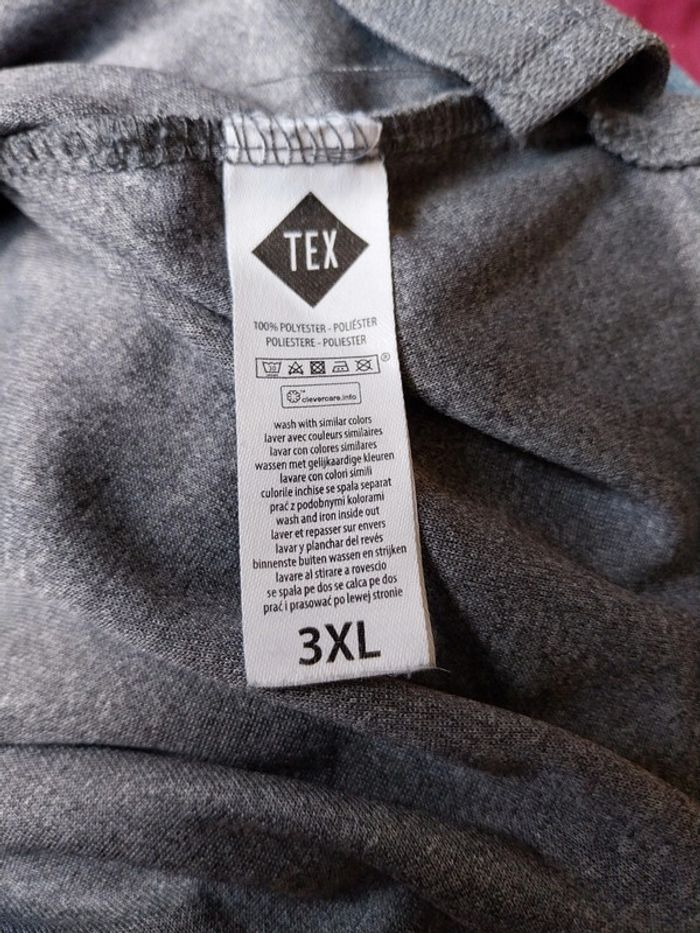 TEX
100% POLYESTER - POLIÉSTER
POLIESTERE - POLIESTER
30
®
clevercare.info
wash with similar colors
laver avec couleurs similaires
lavar con colores similares
wassen met gelijkaardige kleuren
lavare con colori simili
culorile inchise se spala separat
prać z podobnymi kolorami
wash and iron inside out
laver et repasser sur envers
lavar y planchar del revés
binnenste buiten wassen en strijken
lavare al stirare a rovescio
se spala pe dos se calca pe dos
prać i prasować po lewej stronie
3XL